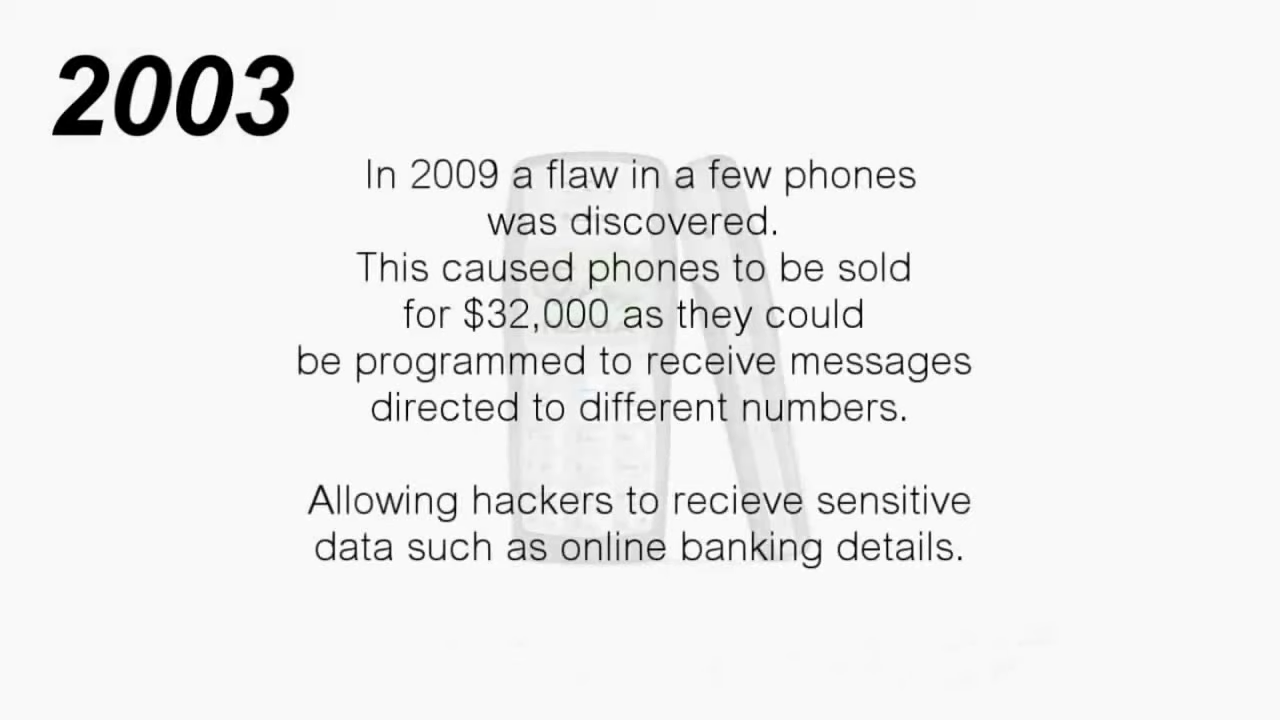 2003
In 2009 a flaw in a few phones
was discovered.
This caused phones to be sold
for $32,000 as they could
be programmed to receive messages
directed to different numbers.
Allowing hackers to recieve sensitive
data such as online banking details.